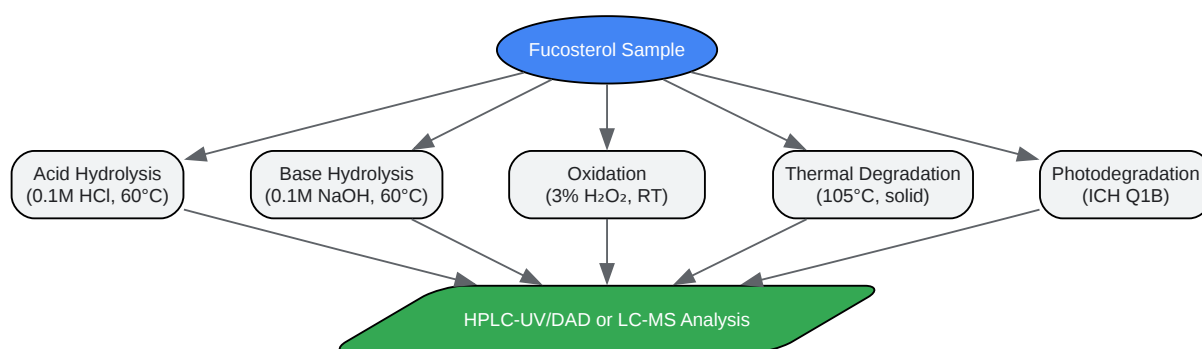 Fucosterol Sample
Acid Hydrolysis
(0.1M HCl, 60°C)
Base Hydrolysis
(0.1M NaOH, 60°C)
Oxidation
(3% H₂O₂, RT)
Thermal Degradation
(105°C, solid)
Photodegradation
(ICH Q1B)
HPLC-UV/DAD or LC-MS Analysis